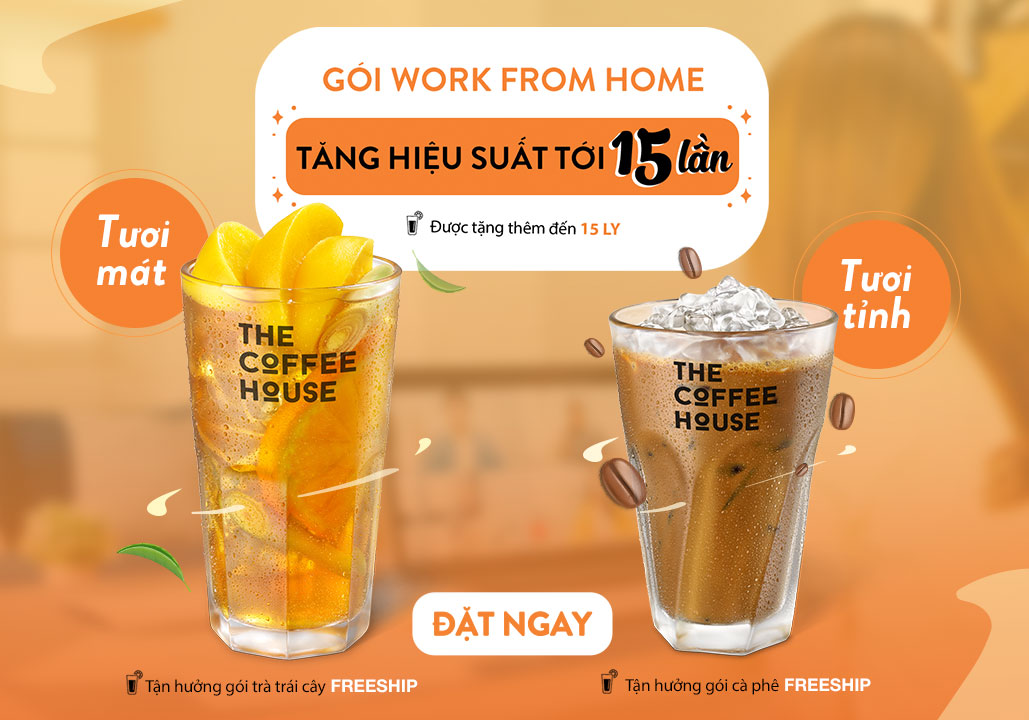 GÓI WORK FROM HOME
TĂNG HIỆU SUẤT TỚI 15 lần
Được tặng thêm đến 15 LY
Tươi
mát
Tươi
tỉnh
THE
COFFEE
HOUSE
THE
COFFEE
HOUSE
ĐẶT NGAY
Tận hưởng gói trà trái cây FREESHIP
Tận hưởng gói cà phê FREESHIP